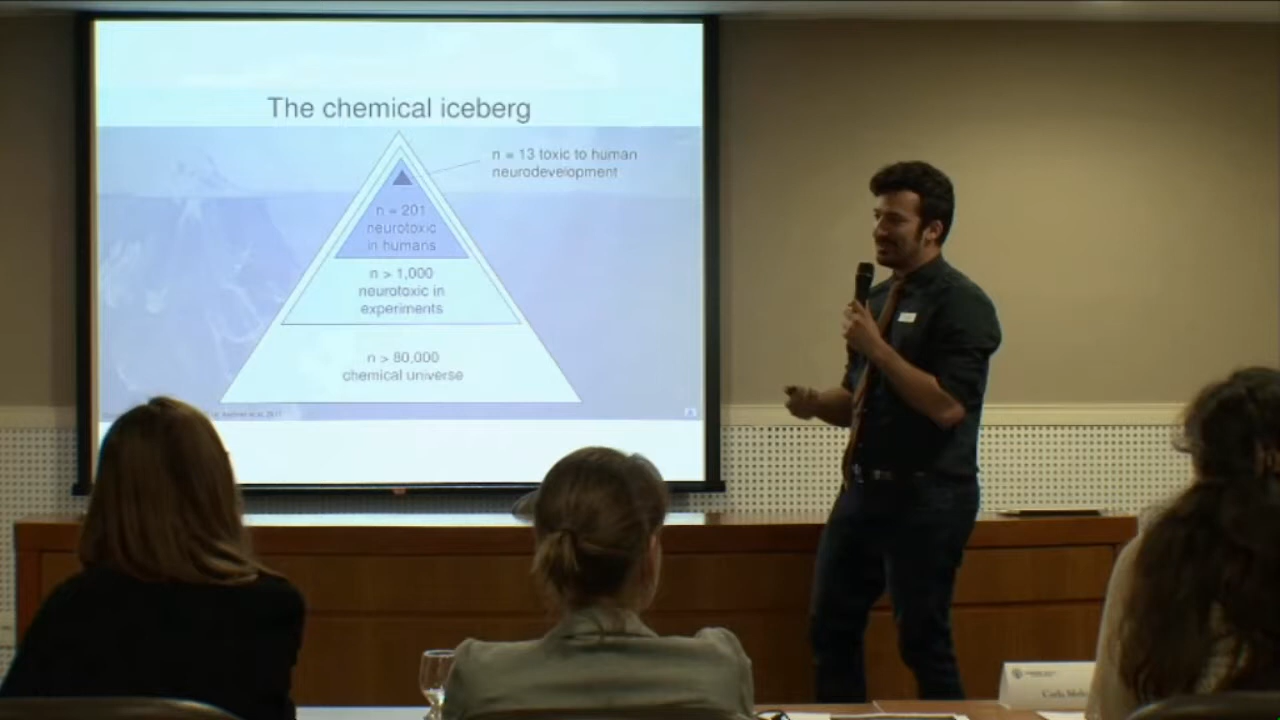 The chemical iceberg
n = 13 toxic to human
neurodevelopment
n = 201
neurotoxic
in humans
n > 1,000
neurotoxic in
experiments
n > 80,000
chemical universe